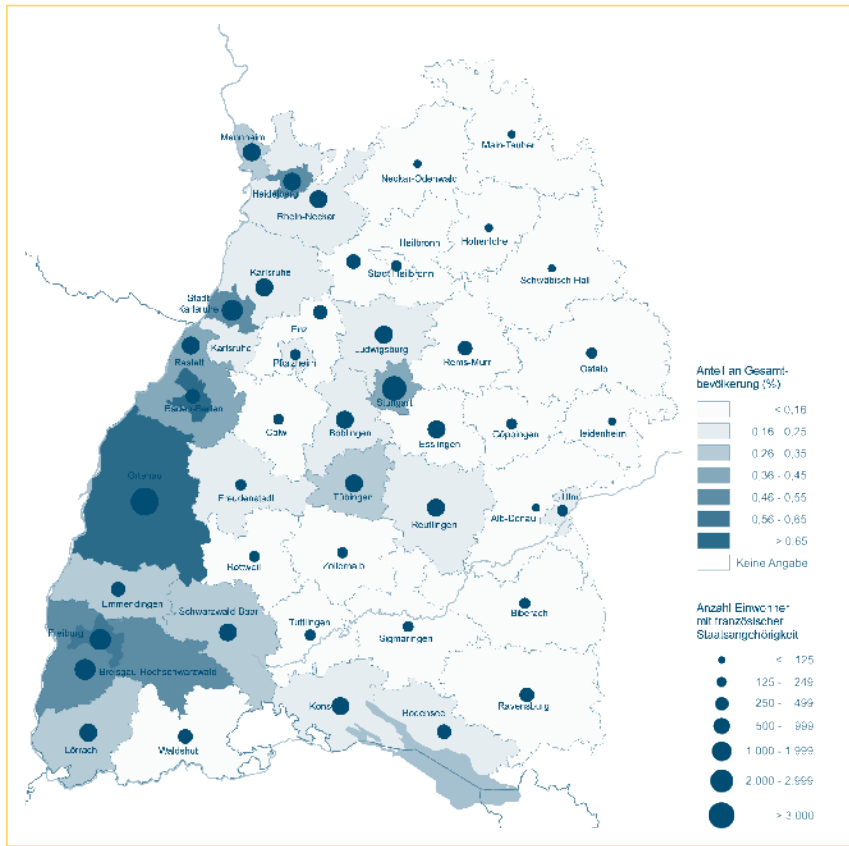 Mannheim
Main-Tauber
Neckar-Odenwald
Heidelberg
Rhein-Neckar
Hohenlohe
Heilbronn
Karlsruhe
Stadt Heilbronn
Schwäbisch Hall
Stadt
Karlsruhe
Enz
Karlsruhe
Ludwigsburg
Rastatt
Pforzheim
Rems-Murr
Ostalb
Baden-Baden
Stuttgart
Calw
Böblingen
Esslingen
Göppingen
Heidenheim
Ortenau
Freudenstadt
Tübingen
Reutlingen
Alb-Donau
Ulm
Rottweil
Zollernalb
Emmendingen
Schwarzwald Baar
Biberach
Freiburg
Tuttlingen
Sigmaringen
Breisgau-Hochschwarzwald
Konst
Bodensee
Ravensburg
Lörrach
Waldshut
Anteil an Gesamt-
bevölkerung (%)
< 0,16
0,16 - 0,25
0,26 - 0,35
0,36 - 0,45
0,46 - 0,55
0,56 - 0,65
> 0,65
Keine Angabe
Anzahl Einwohner
mit französischer
Staatsangehörigkeit
< 125
125 - 249
250 - 499
500 - 999
1.000 - 1.999
2.000 - 2.999
> 3.000